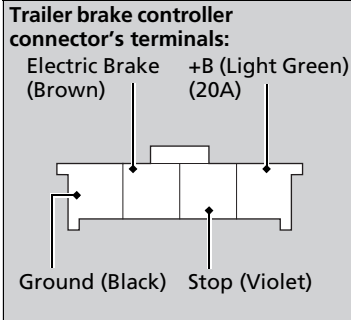 Trailer brake controller
connector’s terminals:
Electric Brake
(Brown)
+B (Light Green)
(20A)
Ground (Black)
Stop (Violet)